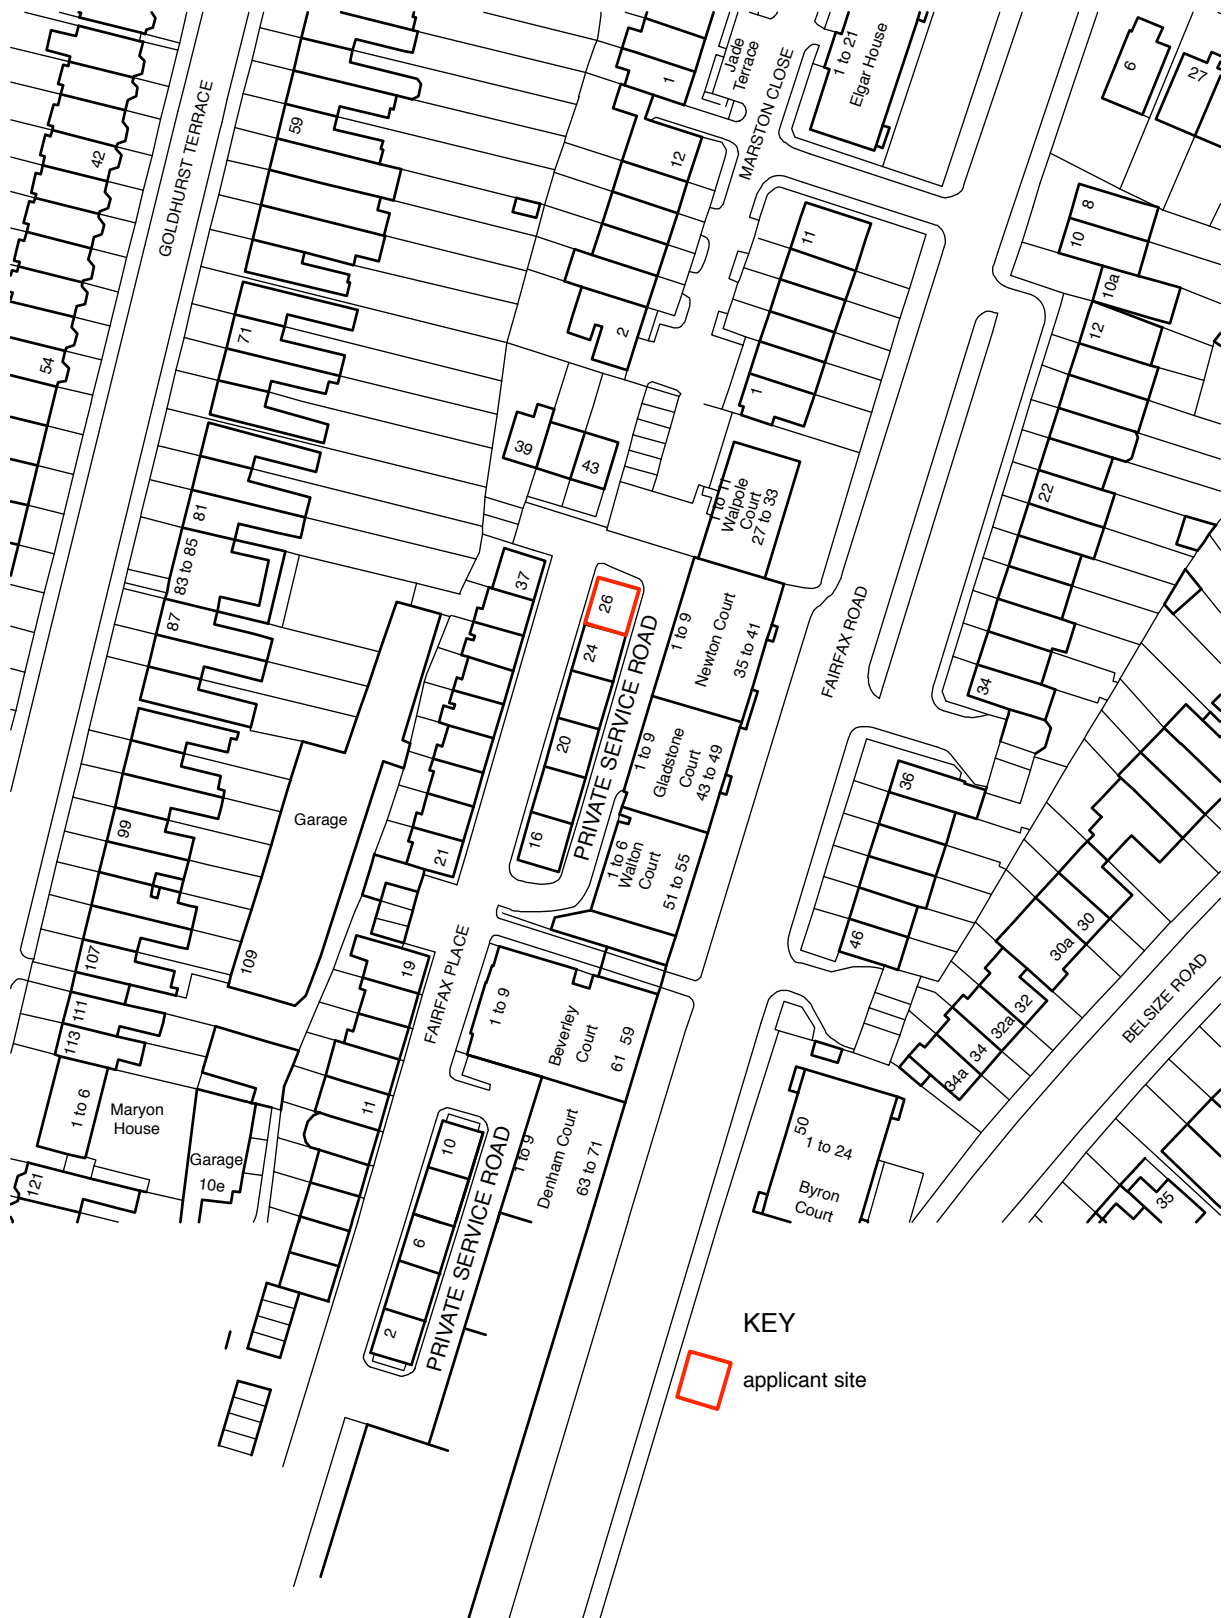 GOLDHURST TERRACE
42
54
59
71
81
83 to 85
87
99
107
109
111
113
1 to 6
Maryon
House
121
Garage
Garage
10e
1
12
2
Jade
Terrace
MARSTON CLOSE
1 to 21
Elgar House
6
27
8
10
10a
12
22
34
11
1
39
43
1 to 11
Walpole
Court
27 to 33
37
21
19
11
26
24
20
16
PRIVATE SERVICE ROAD
1 to 9
Newton Court
35 to 41
1 to 9
Gladstone
Court
43 to 49
1 to 6
Walton
Court
51 to 55
FAIRFAX ROAD
36
46
30
30a
32
32a
34
34a
BELSIZE ROAD
35
FAIRFAX PLACE
1 to 9
Beverley
Court
59
61
1 to 9
Denham Court
63 to 71
10
6
2
PRIVATE SERVICE ROAD
50
1 to 24
Byron
Court
KEY
applicant site